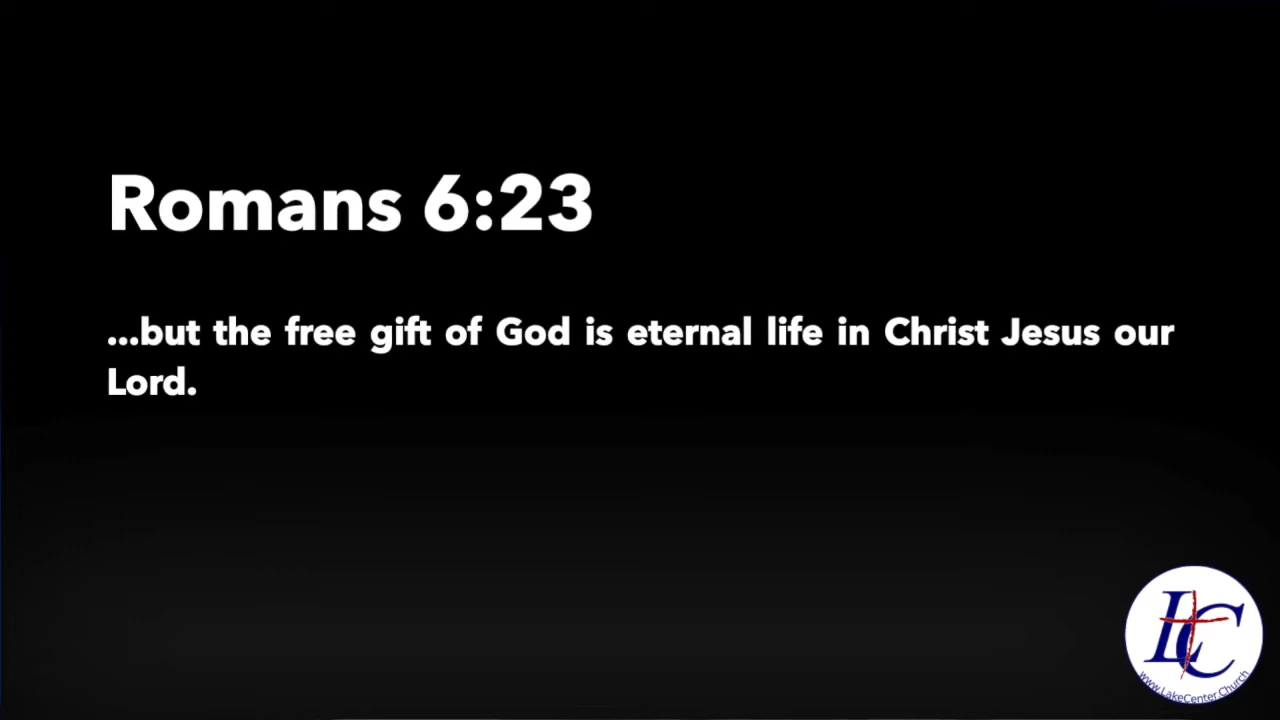 Romans 6:23
...but the free gift of God is eternal life in Christ Jesus our
Lord.
LC
www.LakeCenter.Church